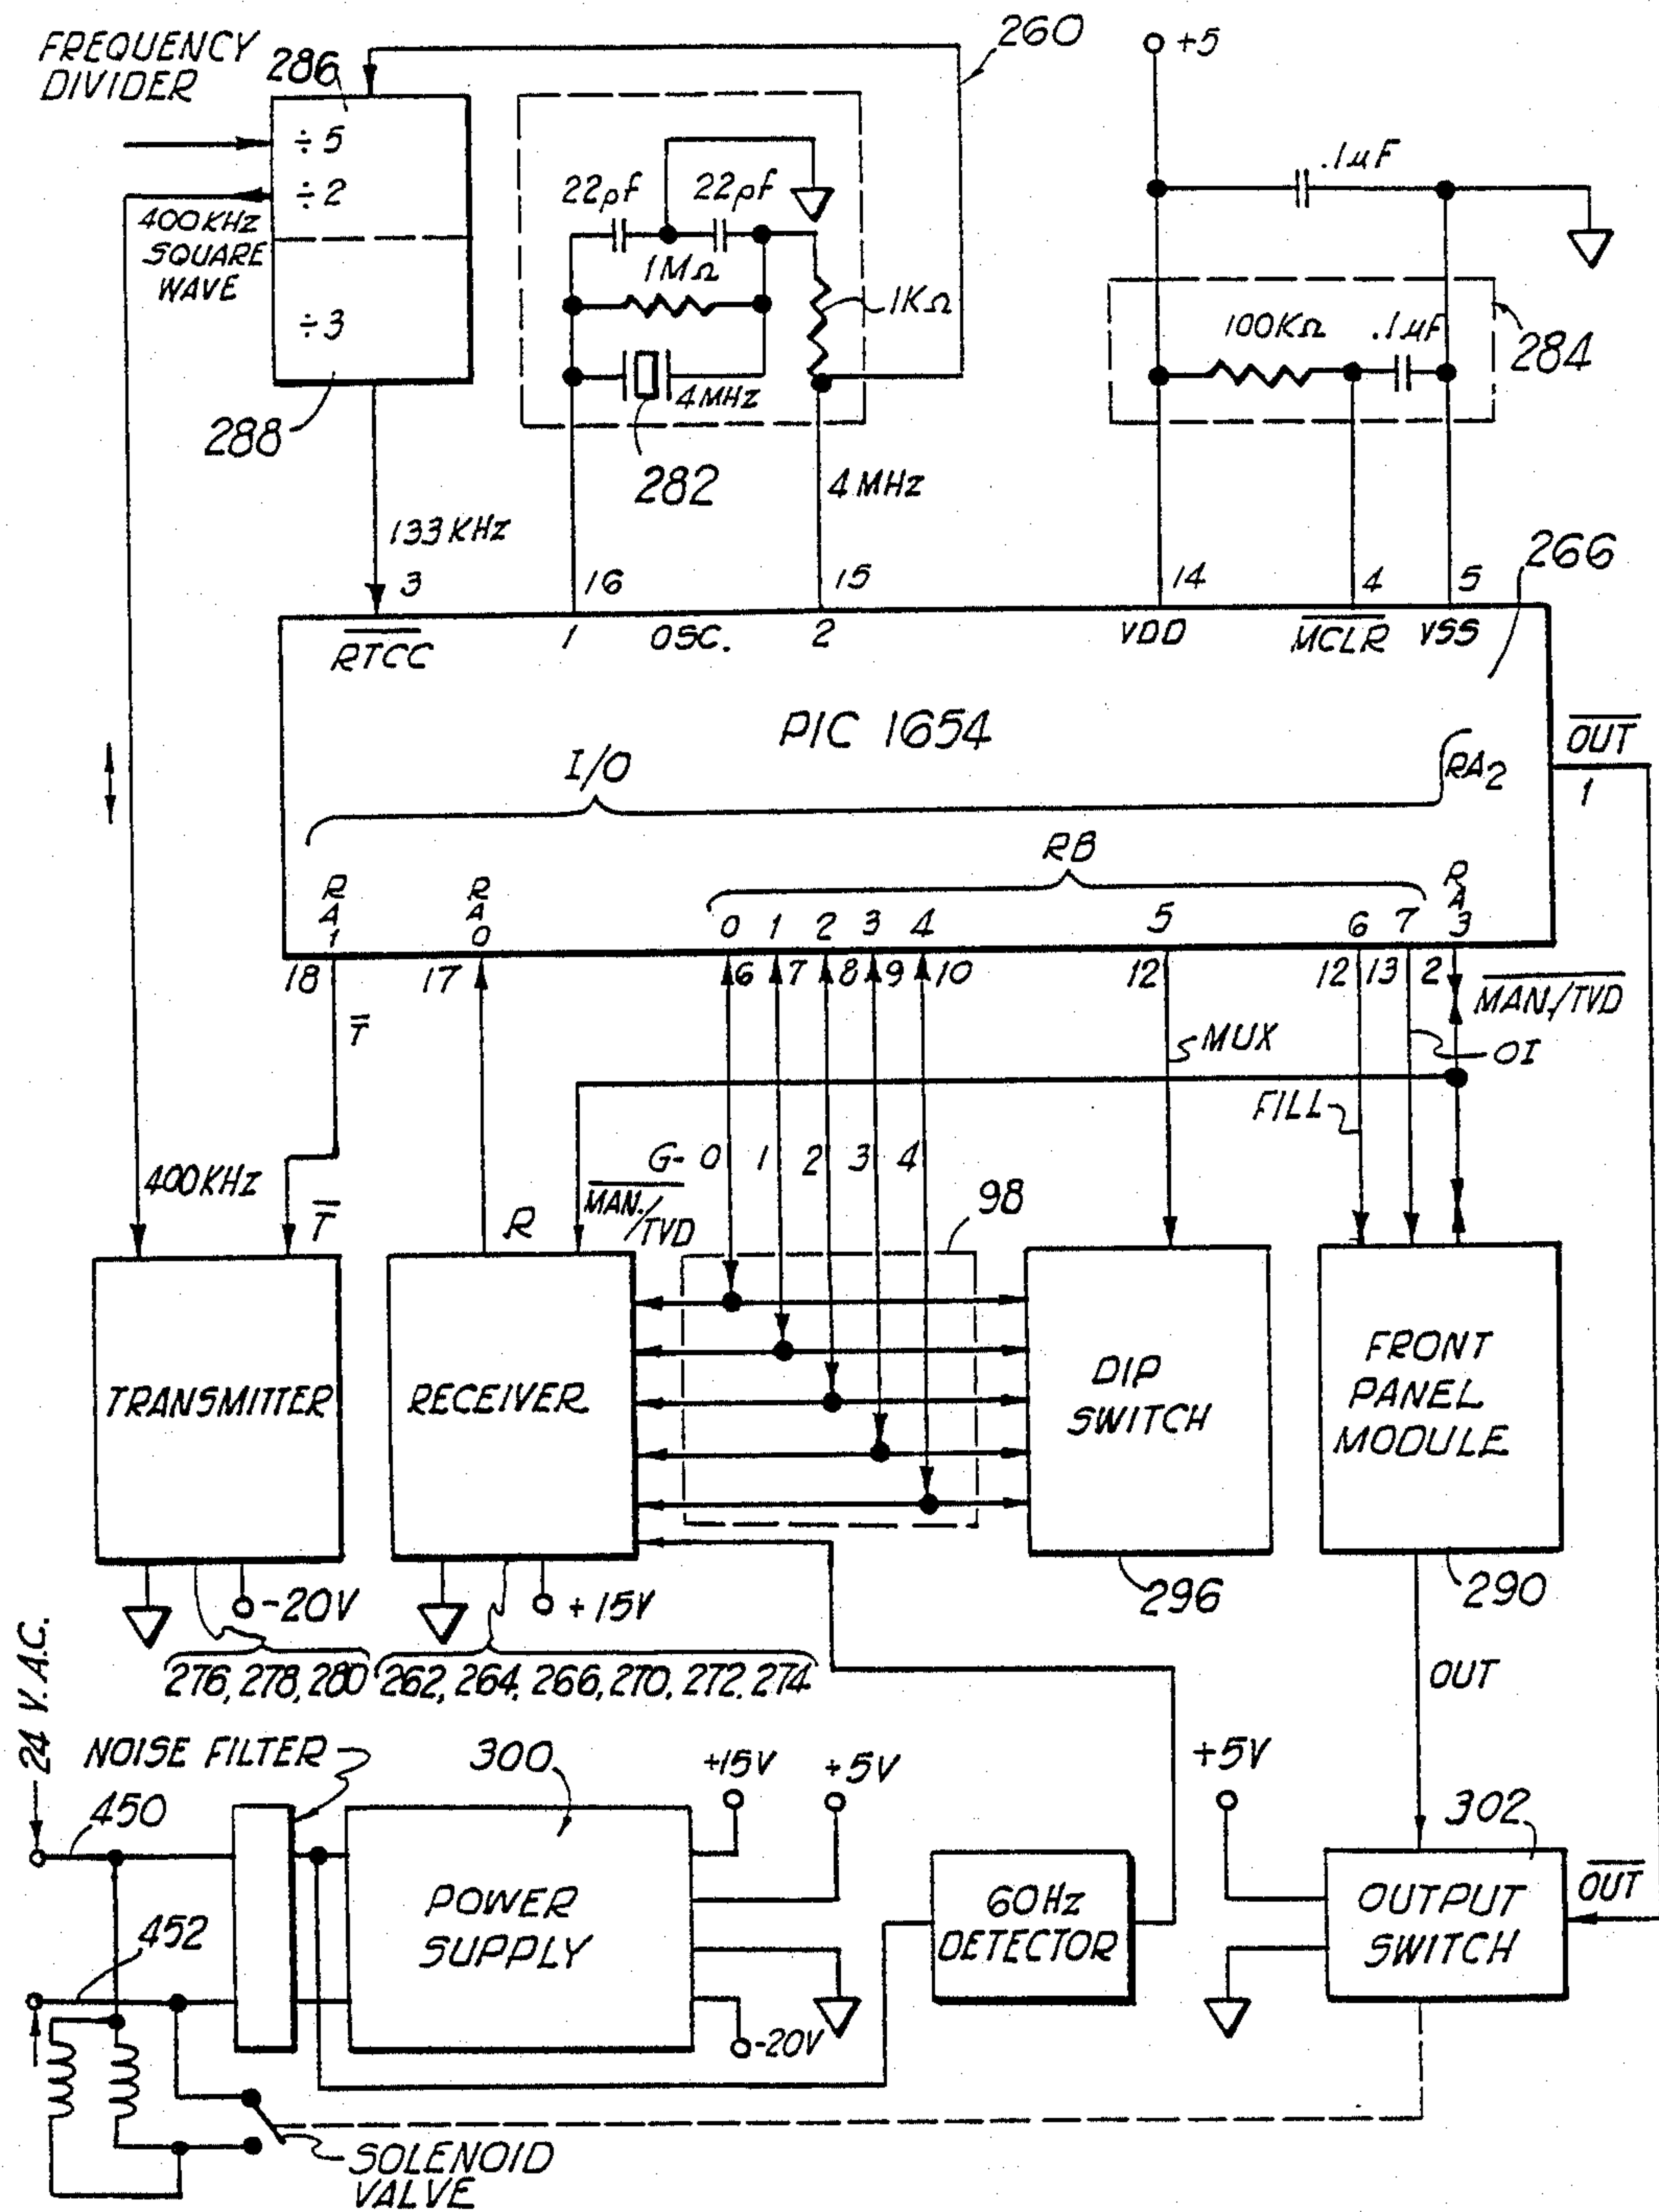 FREQUENCY
DIVIDER
286
260
+5
÷5
÷2
400KHZ
SQUARE
WAVE
÷3
288
22pf
22pf
1MΩ
1KΩ
4MHZ
282
.1µF
100KΩ
.1µF
284
133KHZ
4MHZ
3
16
15
14
4
5
266
RTCC
1
OSC.
2
VDD
MCLR
VSS
PIC 1654
I/O
RA2
OUT
1
RB
RA1
RA0
0
1
2
3
4
5
6
7
RA3
18
17
6
7
8
9
10
12
12
13
2
T
MAN./TVD
MUX
OI
FILL
G-
0
1
2
3
4
400KHZ
T
R
MAN./TVD
98
TRANSMITTER
RECEIVER
DIP
SWITCH
FRONT
PANEL
MODULE
-20V
+15V
296
290
276, 278, 280
262, 264, 266, 270, 272, 274
OUT
24 V.A.C.
NOISE FILTER
300
+15V
+5V
+5V
450
302
POWER
SUPPLY
60HZ
DETECTOR
OUTPUT
SWITCH
OUT
452
-20V
SOLENOID
VALVE